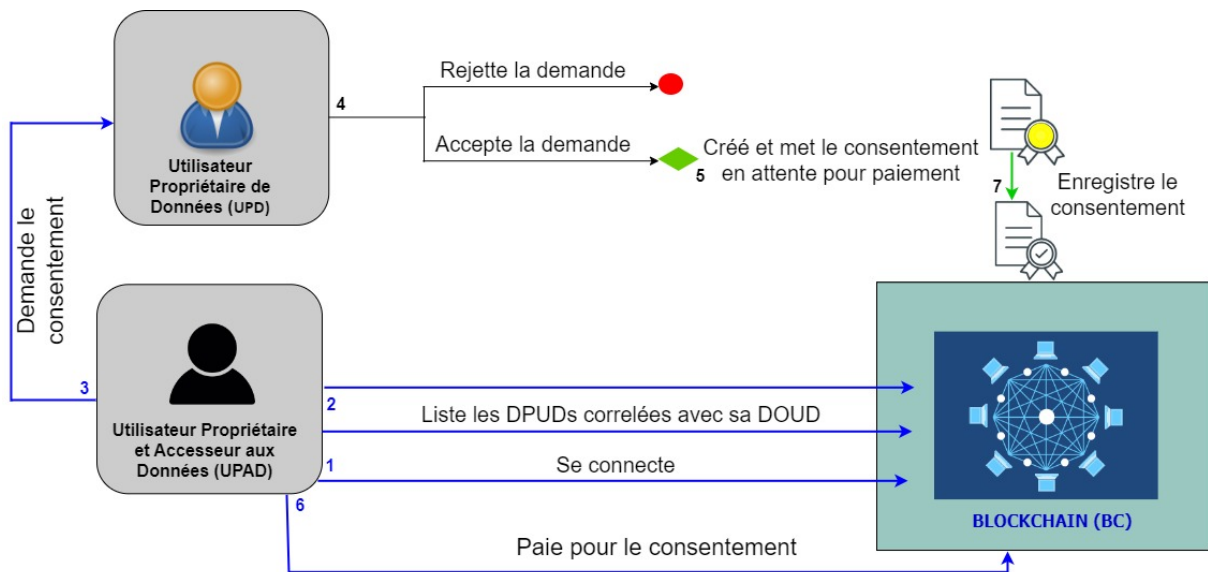 Rejette la demande
4
Accepte la demande
Créé et met le consentement
5 en attente pour paiement
7
Enregistre le
consentement
Utilisateur
Propriétaire de
Données (UPD)
Demande le
consentement
3
2
Liste les DPUDs correlées avec sa DOUD
Utilisateur Propriétaire
et Accesseur aux
Données (UPAD)
1
Se connecte
6
Paie pour le consentement
BLOCKCHAIN (BC)